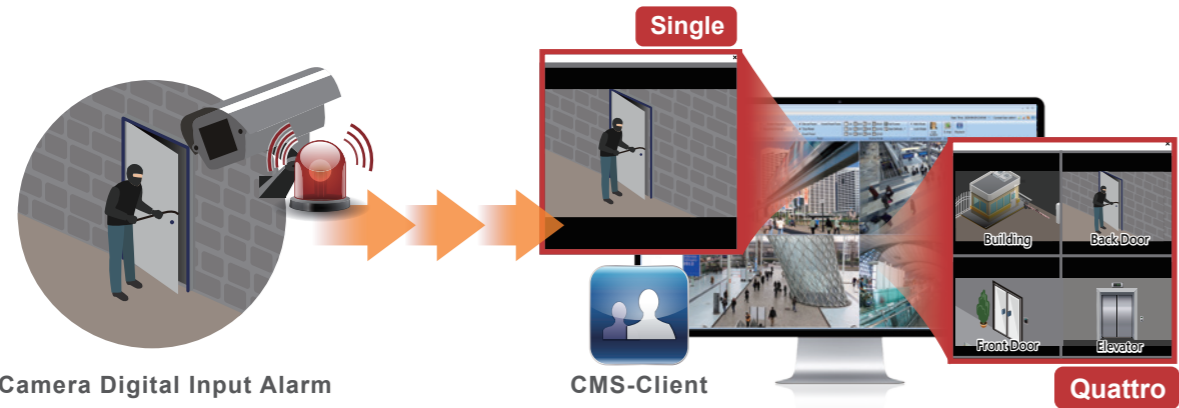 Single
Building
Back Door
Front Door
Elevator
Camera Digital Input Alarm
CMS-Client
Quattro